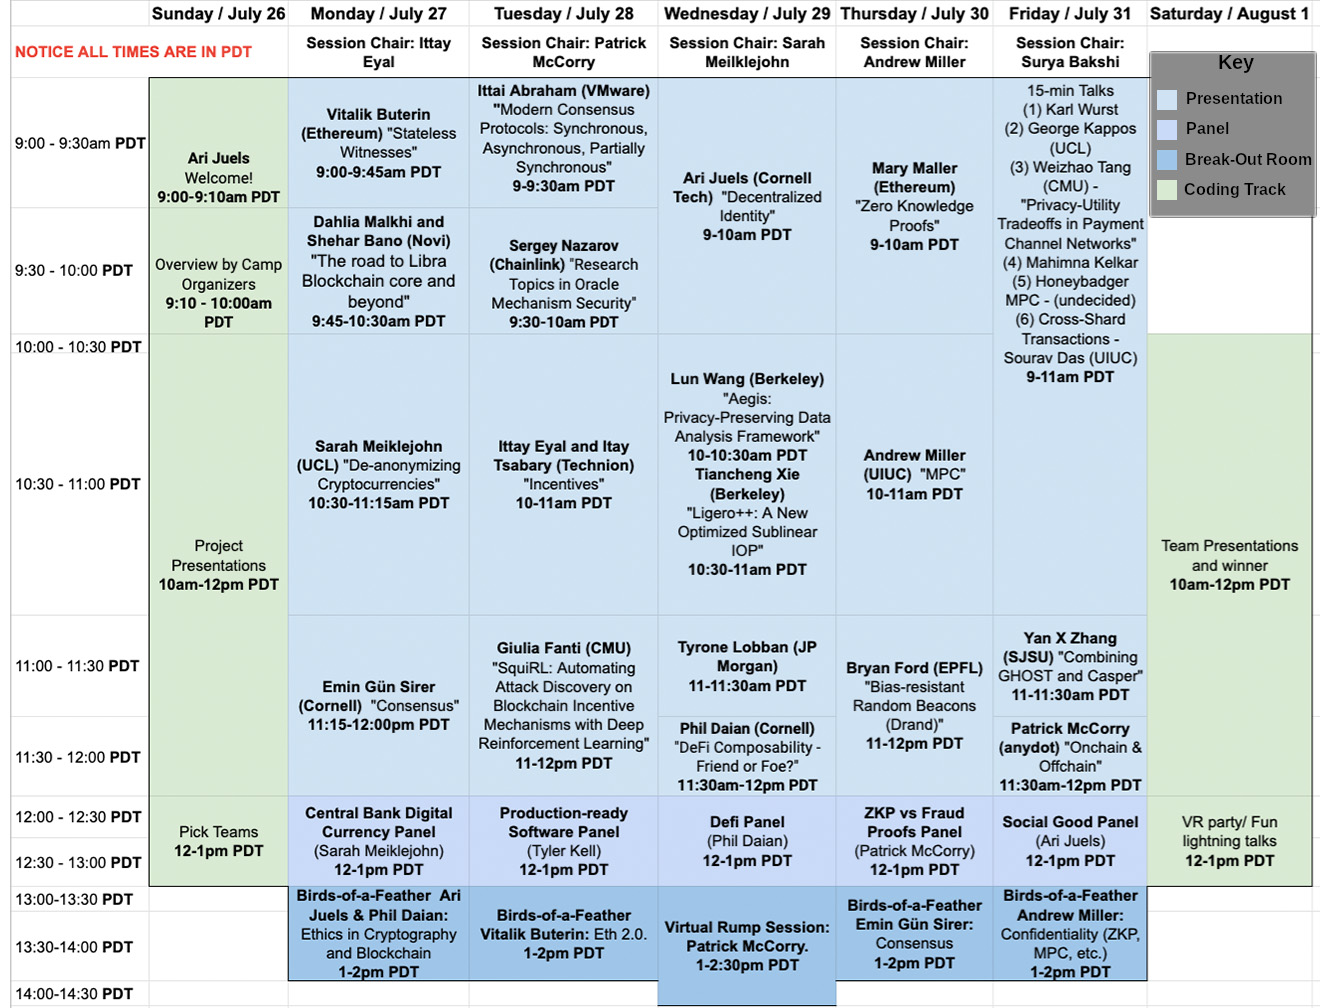 Sunday / July 26
Monday / July 27
Tuesday / July 28
Wednesday / July 29
Thursday / July 30
Friday / July 31
Saturday / August 1
NOTICE ALL TIMES ARE IN PDT
Session Chair: Ittay
Eyal
Session Chair: Patrick
McCorry
Session Chair: Sarah
Meilklejohn
Session Chair:
Andrew Miller
Session Chair:
Surya Bakshi
Key
Presentation
Panel
Break-Out Room
Coding Track
9:00 - 9:30am PDT
9:30 - 10:00 PDT
10:00 - 10:30 PDT
10:30 - 11:00 PDT
11:00 - 11:30 PDT
11:30 - 12:00 PDT
12:00 - 12:30 PDT
12:30 - 13:00 PDT
13:00-13:30 PDT
13:30-14:00 PDT
14:00-14:30 PDT
Ari Juels
Welcome!
9:00-9:10am PDT
Overview by Camp
Organizers
9:10 - 10:00am
PDT
Project
Presentations
10am-12pm PDT
Pick Teams
12-1pm PDT
Vitalik Buterin
(Ethereum) "Stateless
Witnesses"
9:00-9:45am PDT
Dahlia Malkhi and
Shehar Bano (Novi)
"The road to Libra
Blockchain core and
beyond"
9:45-10:30am PDT
Sarah Meiklejohn
(UCL) "De-anonymizing
Cryptocurrencies"
10:30-11:15am PDT
Emin Gün Sirer
(Cornell) "Consensus"
11:15-12:00pm PDT
Central Bank Digital
Currency Panel
(Sarah Meiklejohn)
12-1pm PDT
Birds-of-a-Feather Ari
Juels & Phil Daian:
Ethics in Cryptography
and Blockchain
1-2pm PDT
Ittai Abraham (VMware)
"Modern Consensus
Protocols: Synchronous,
Asynchronous, Partially
Synchronous"
9-9:30am PDT
Sergey Nazarov
(Chainlink) "Research
Topics in Oracle
Mechanism Security"
9:30-10am PDT
Ittay Eyal and Itay
Tsabary (Technion)
"Incentives"
10-11am PDT
Giulia Fanti (CMU)
"SquiRL: Automating
Attack Discovery on
Blockchain Incentive
Mechanisms with Deep
Reinforcement Learning"
11-12pm PDT
Production-ready
Software Panel
(Tyler Kell)
12-1pm PDT
Birds-of-a-Feather
Vitalik Buterin: Eth 2.0.
1-2pm PDT
Ari Juels (Cornell
Tech) "Decentralized
Identity"
9-10am PDT
Lun Wang (Berkeley)
"Aegis:
Privacy-Preserving Data
Analysis Framework"
10-10:30am PDT
Tiancheng Xie
(Berkeley)
"Ligero++: A New
Optimized Sublinear
IOP"
10:30-11am PDT
Tyrone Lobban (JP
Morgan)
11-11:30am PDT
Phil Daian (Cornell)
"DeFi Composability -
Friend or Foe?"
11:30am-12pm PDT
Defi Panel
(Phil Daian)
12-1pm PDT
Virtual Rump Session:
Patrick McCorry.
1-2:30pm PDT
Mary Maller
(Ethereum)
"Zero Knowledge
Proofs"
9-10am PDT
Andrew Miller
(UIUC) "MPC"
10-11am PDT
Bryan Ford (EPFL)
"Bias-resistant
Random Beacons
(Drand)"
11-12pm PDT
ZKP vs Fraud
Proofs Panel
(Patrick McCorry)
12-1pm PDT
Birds-of-a-Feather
Emin Gün Sirer:
Consensus
1-2pm PDT
15-min Talks
(1) Karl Wurst
(2) George Kappos
(UCL)
(3) Weizhao Tang
(CMU) -
"Privacy-Utility
Tradeoffs in Payment
Channel Networks"
(4) Mahimna Kelkar
(5) Honeybadger
MPC - (undecided)
(6) Cross-Shard
Transactions -
Sourav Das (UIUC)
9-11am PDT
Yan X Zhang
(SJSU) "Combining
GHOST and Casper"
11-11:30am PDT
Patrick McCorry
(anydot) "Onchain &
Offchain"
11:30am-12pm PDT
Social Good Panel
(Ari Juels)
12-1pm PDT
Birds-of-a-Feather
Andrew Miller:
Confidentiality (ZKP,
MPC, etc.)
1-2pm PDT
Team Presentations
and winner
10am-12pm PDT
VR party/ Fun
lightning talks
12-1pm PDT